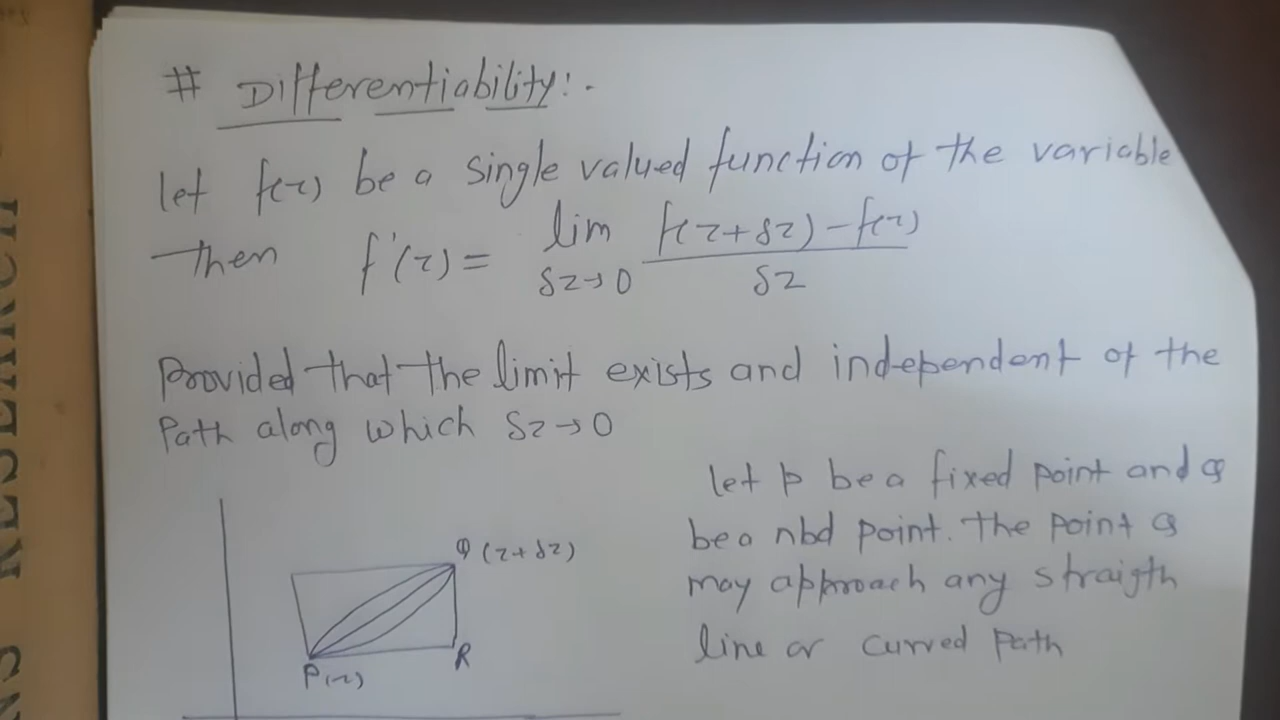 # Differentiability:-
let f(z) be a single valued function of the variable
then f'(z) = lim δz→0 f(z+δz)-f(z) / δz
Provided that the limit exists and independent of the
Path along which δz→0
let P be a fixed point and Q
be a nbd point. the point Q
may approach any straigth
line or curved path
Q (z+δz)
R
P(z)
RESEARCH